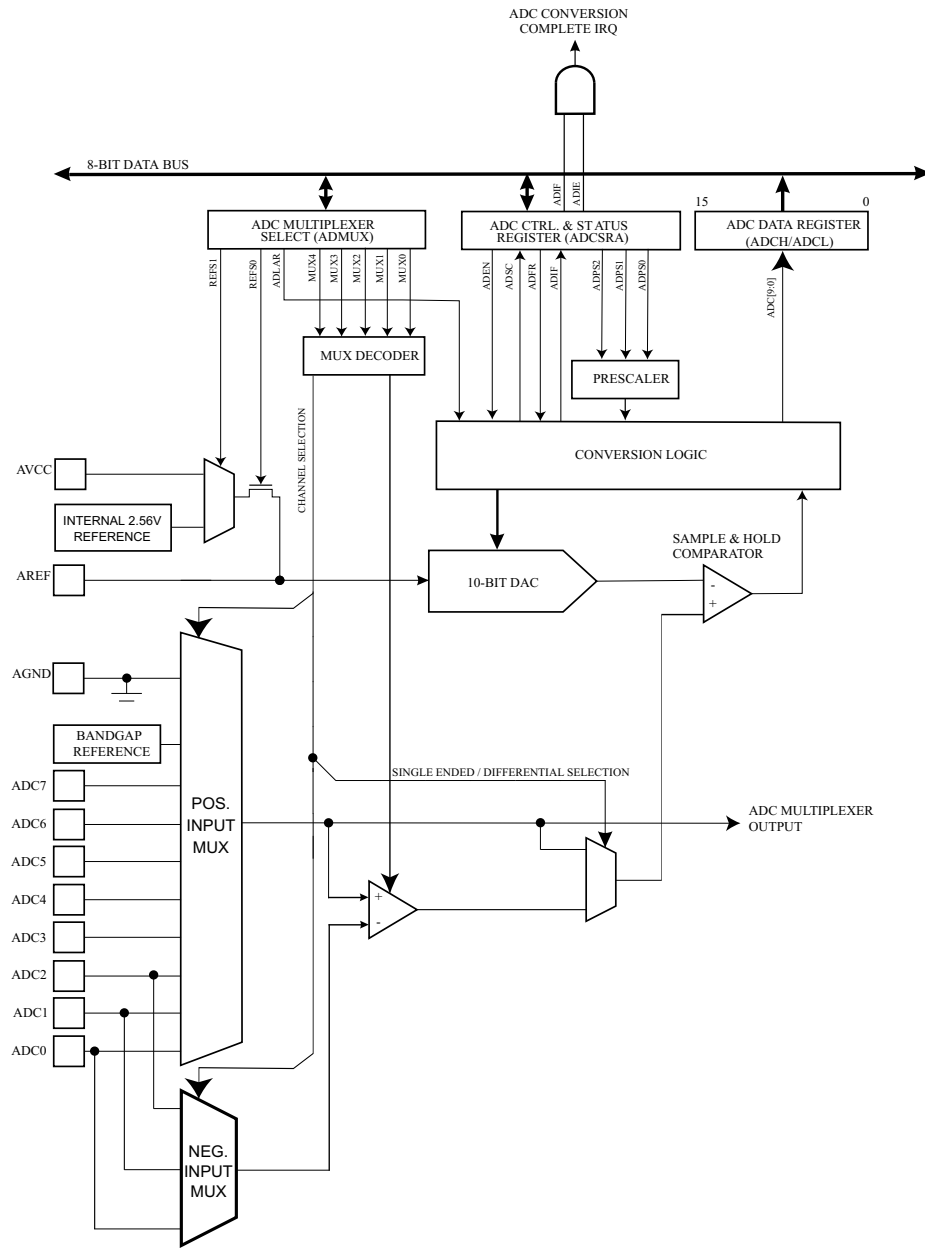 ADC CONVERSION
COMPLETE IRQ
8-BIT DATA BUS
ADIF
ADIE
15
0
ADC MULTIPLEXER
SELECT (ADMUX)
ADC CTRL. & STATUS
REGISTER (ADCSRA)
ADC DATA REGISTER
(ADCH/ADCL)
REFS1
REFS0
ADLAR
MUX4
MUX3
MUX2
MUX1
MUX0
ADEN
ADSC
ADFR
ADIF
ADPS2
ADPS1
ADPS0
ADC[9:0]
MUX DECODER
PRESCALER
CHANNEL SELECTION
CONVERSION LOGIC
AVCC
INTERNAL 2.56V
REFERENCE
SAMPLE & HOLD
COMPARATOR
AREF
10-BIT DAC
-
+
AGND
BANDGAP
REFERENCE
SINGLE ENDED / DIFFERENTIAL SELECTION
ADC7
ADC6
ADC5
ADC4
ADC3
ADC2
ADC1
ADC0
POS.
INPUT
MUX
ADC MULTIPLEXER
OUTPUT
+
-
NEG.
INPUT
MUX